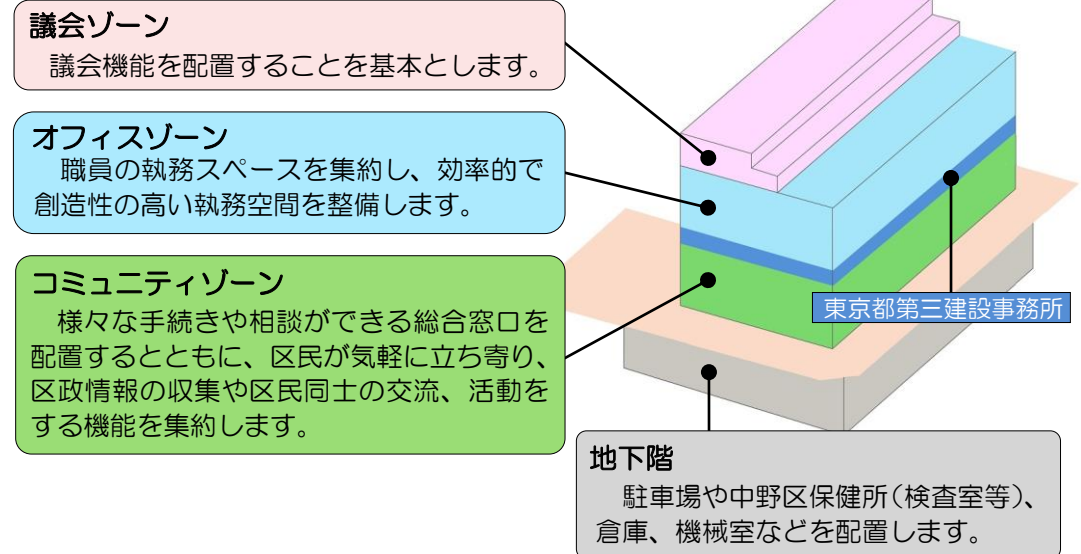 議会ゾーン
議会機能を配置することを基本とします。
オフィスゾーン
職員の執務スペースを集約し、効率的で
創造性の高い執務空間を整備します。
コミュニティゾーン
様々な手続きや相談ができる総合窓口を
配置するとともに、区民が気軽に立ち寄り、
区政情報の収集や区民同士の交流、活動を
する機能を集約します。
東京都第三建設事務所
地下階
駐車場や中野区保健所(検査室等)、
倉庫、機械室などを配置します。